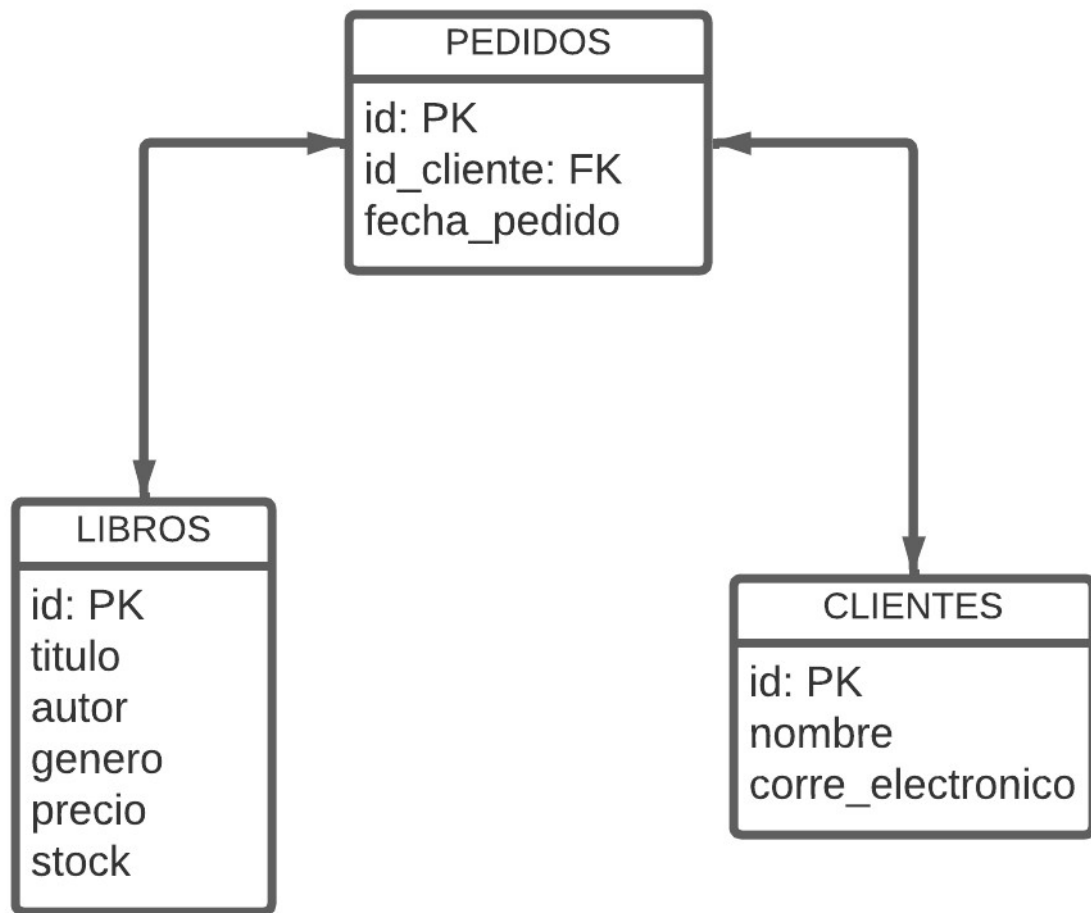 PEDIDOS
id: PK
id_cliente: FK
fecha_pedido
LIBROS
id: PK
titulo
autor
genero
precio
stock
CLIENTES
id: PK
nombre
corre_electronico